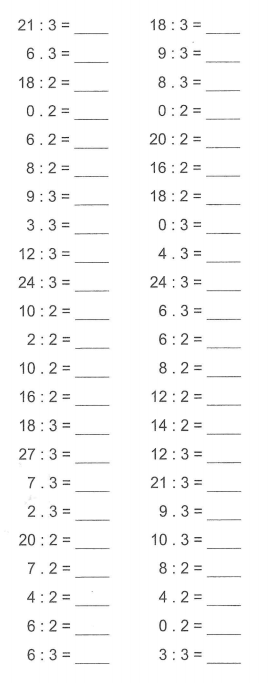 21 : 3 = ____ 18 : 3 = ____
6 . 3 = ____ 9 : 3 = ____
18 : 2 = ____ 8 . 3 = ____
0 . 2 = ____ 0 : 2 = ____
6 . 2 = ____ 20 : 2 = ____
8 : 2 = ____ 16 : 2 = ____
9 : 3 = ____ 18 : 2 = ____
3 . 3 = ____ 0 : 3 = ____
12 : 3 = ____ 4 . 3 = ____
24 : 3 = ____ 24 : 3 = ____
10 : 2 = ____ 6 . 3 = ____
2 : 2 = ____ 6 : 2 = ____
10 . 2 = ____ 8 . 2 = ____
16 : 2 = ____ 12 : 2 = ____
18 : 3 = ____ 14 : 2 = ____
27 : 3 = ____ 12 : 3 = ____
7 . 3 = ____ 21 : 3 = ____
2 . 3 = ____ 9 . 3 = ____
20 : 2 = ____ 10 . 3 = ____
7 . 2 = ____ 8 : 2 = ____
4 : 2 = ____ 4 . 2 = ____
6 : 2 = ____ 0 . 2 = ____
6 : 3 = ____ 3 : 3 = ____